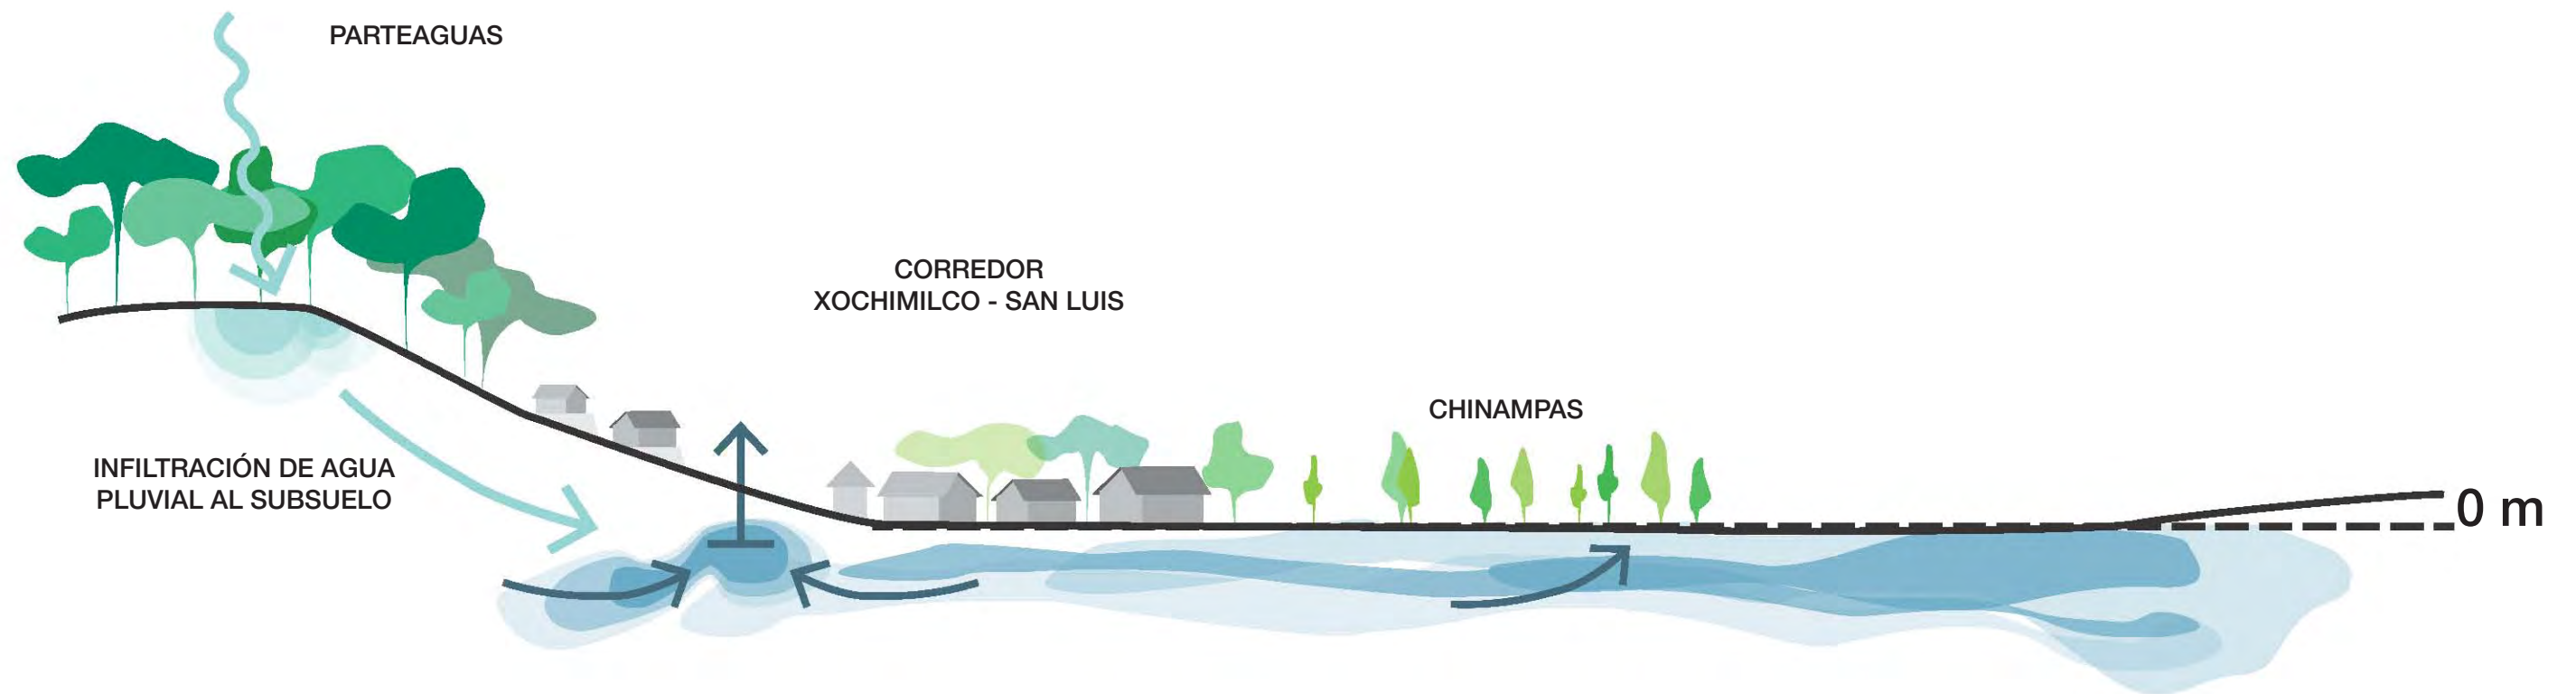 PARTEAGUAS
CORREDOR
XOCHIMILCO - SAN LUIS
CHINAMPAS
INFILTRACIÓN DE AGUA
PLUVIAL AL SUBSUELO
0 m